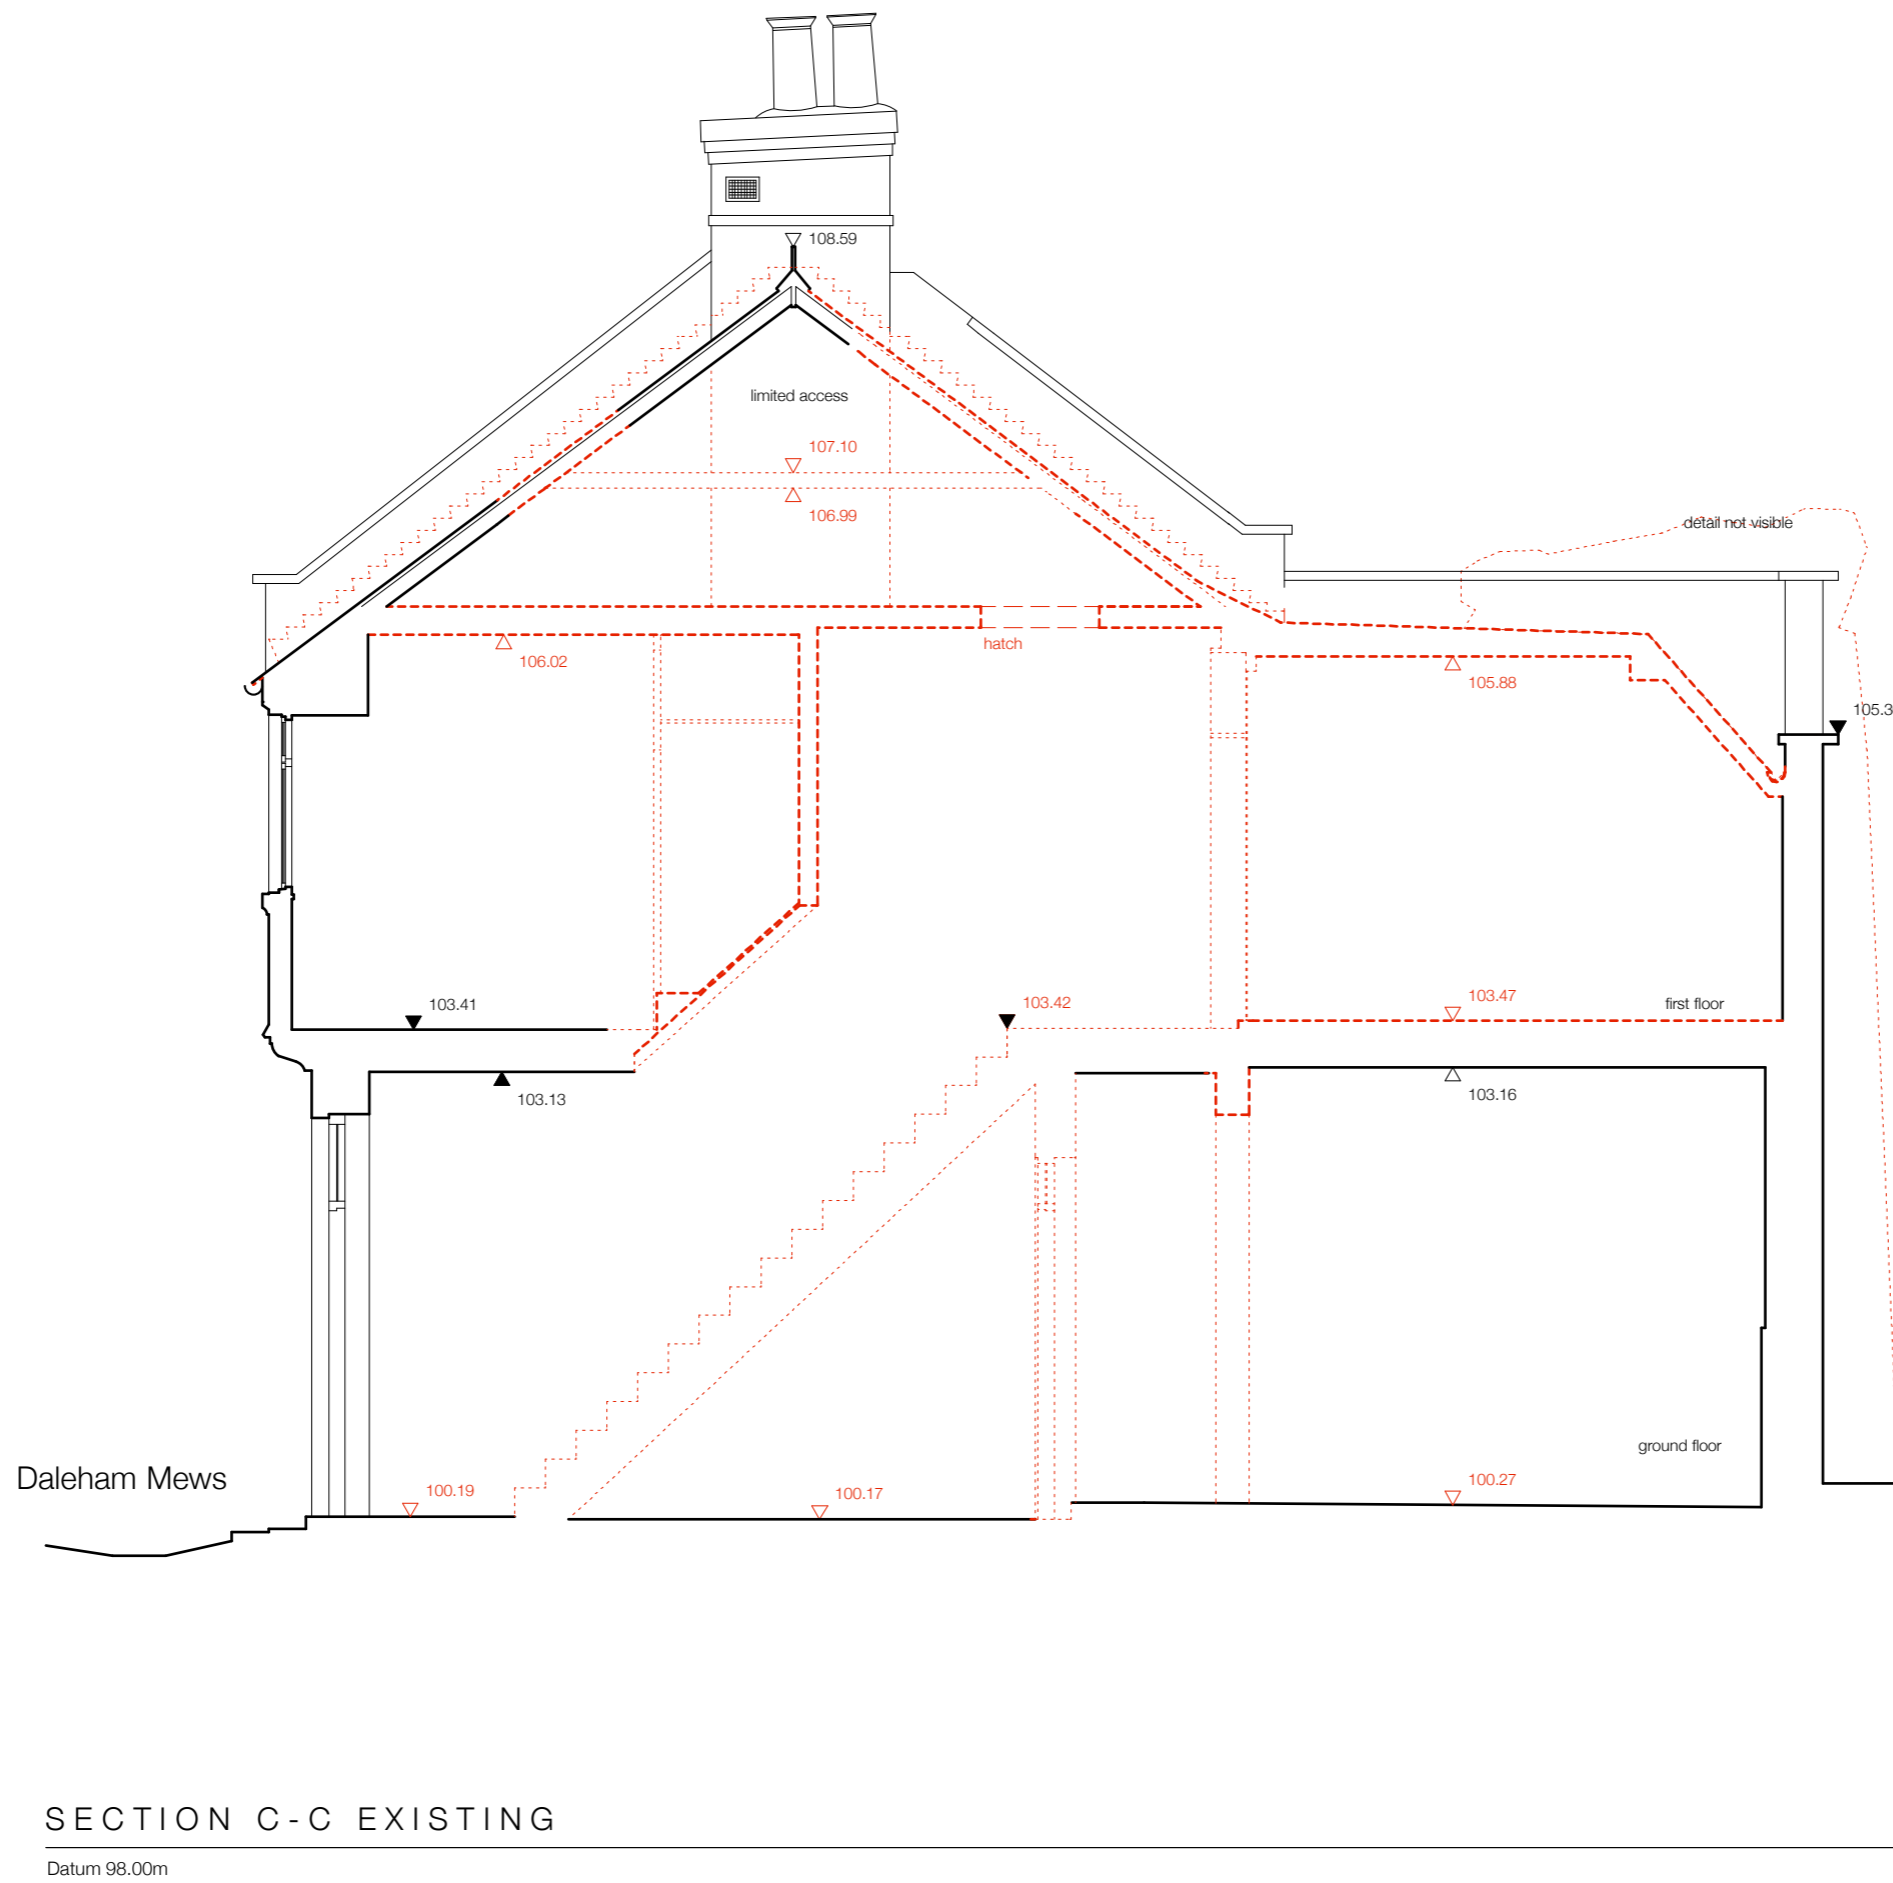 108.59
limited access
107.10
106.99
detail not visible
hatch
106.02
105.88
105.3
103.41
103.42
103.47
first floor
103.13
103.16
ground floor
Daleham Mews
100.19
100.17
100.27
SECTION C-C EXISTING
Datum 98.00m